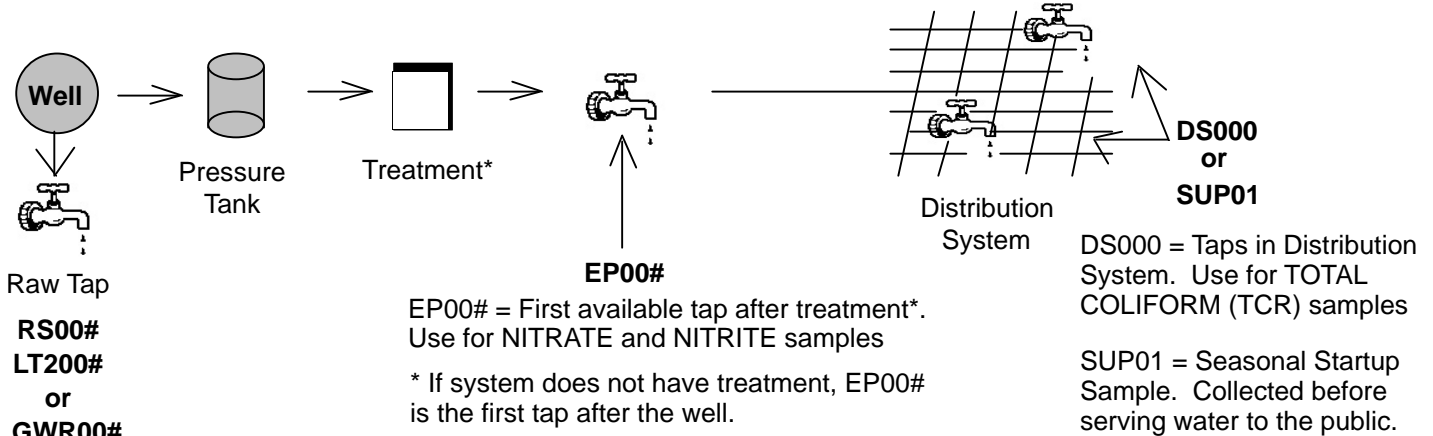 Well
Pressure
Tank
Treatment*
Raw Tap
RS00#
LT200#
or
GWR00#
EP00#
EP00# = First available tap after treatment*.
Use for NITRATE and NITRITE samples
* If system does not have treatment, EP00#
is the first tap after the well.
Distribution
System
DS000
or
SUP01
DS000 = Taps in Distribution
System. Use for TOTAL
COLIFORM (TCR) samples
SUP01 = Seasonal Startup
Sample. Collected before
serving water to the public.